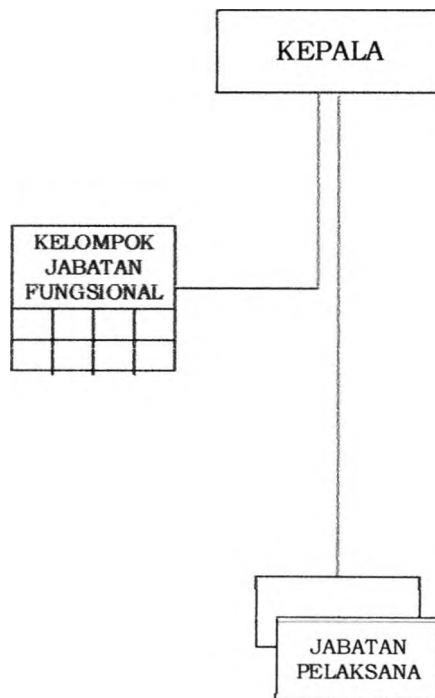 KEPALA
KELOMPOK
JABATAN
FUNGSIONAL
JABATAN
PELAKSANA